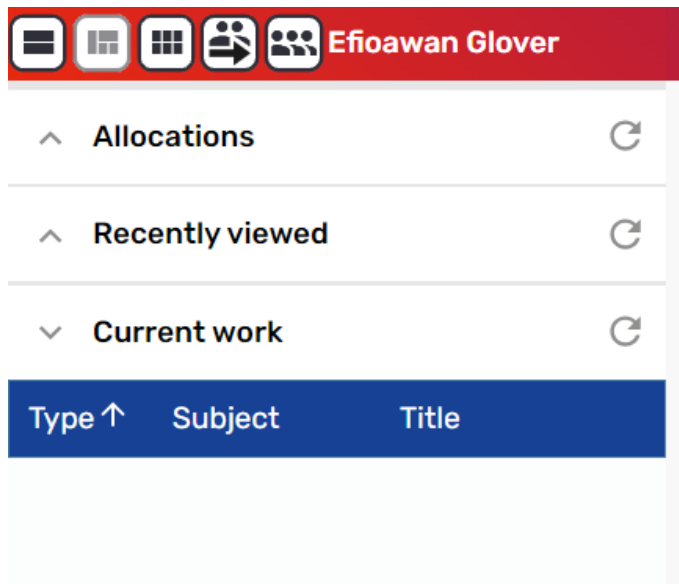 Efioawan Glover
Allocations
Recently viewed
Current work
Type↑ Subject Title